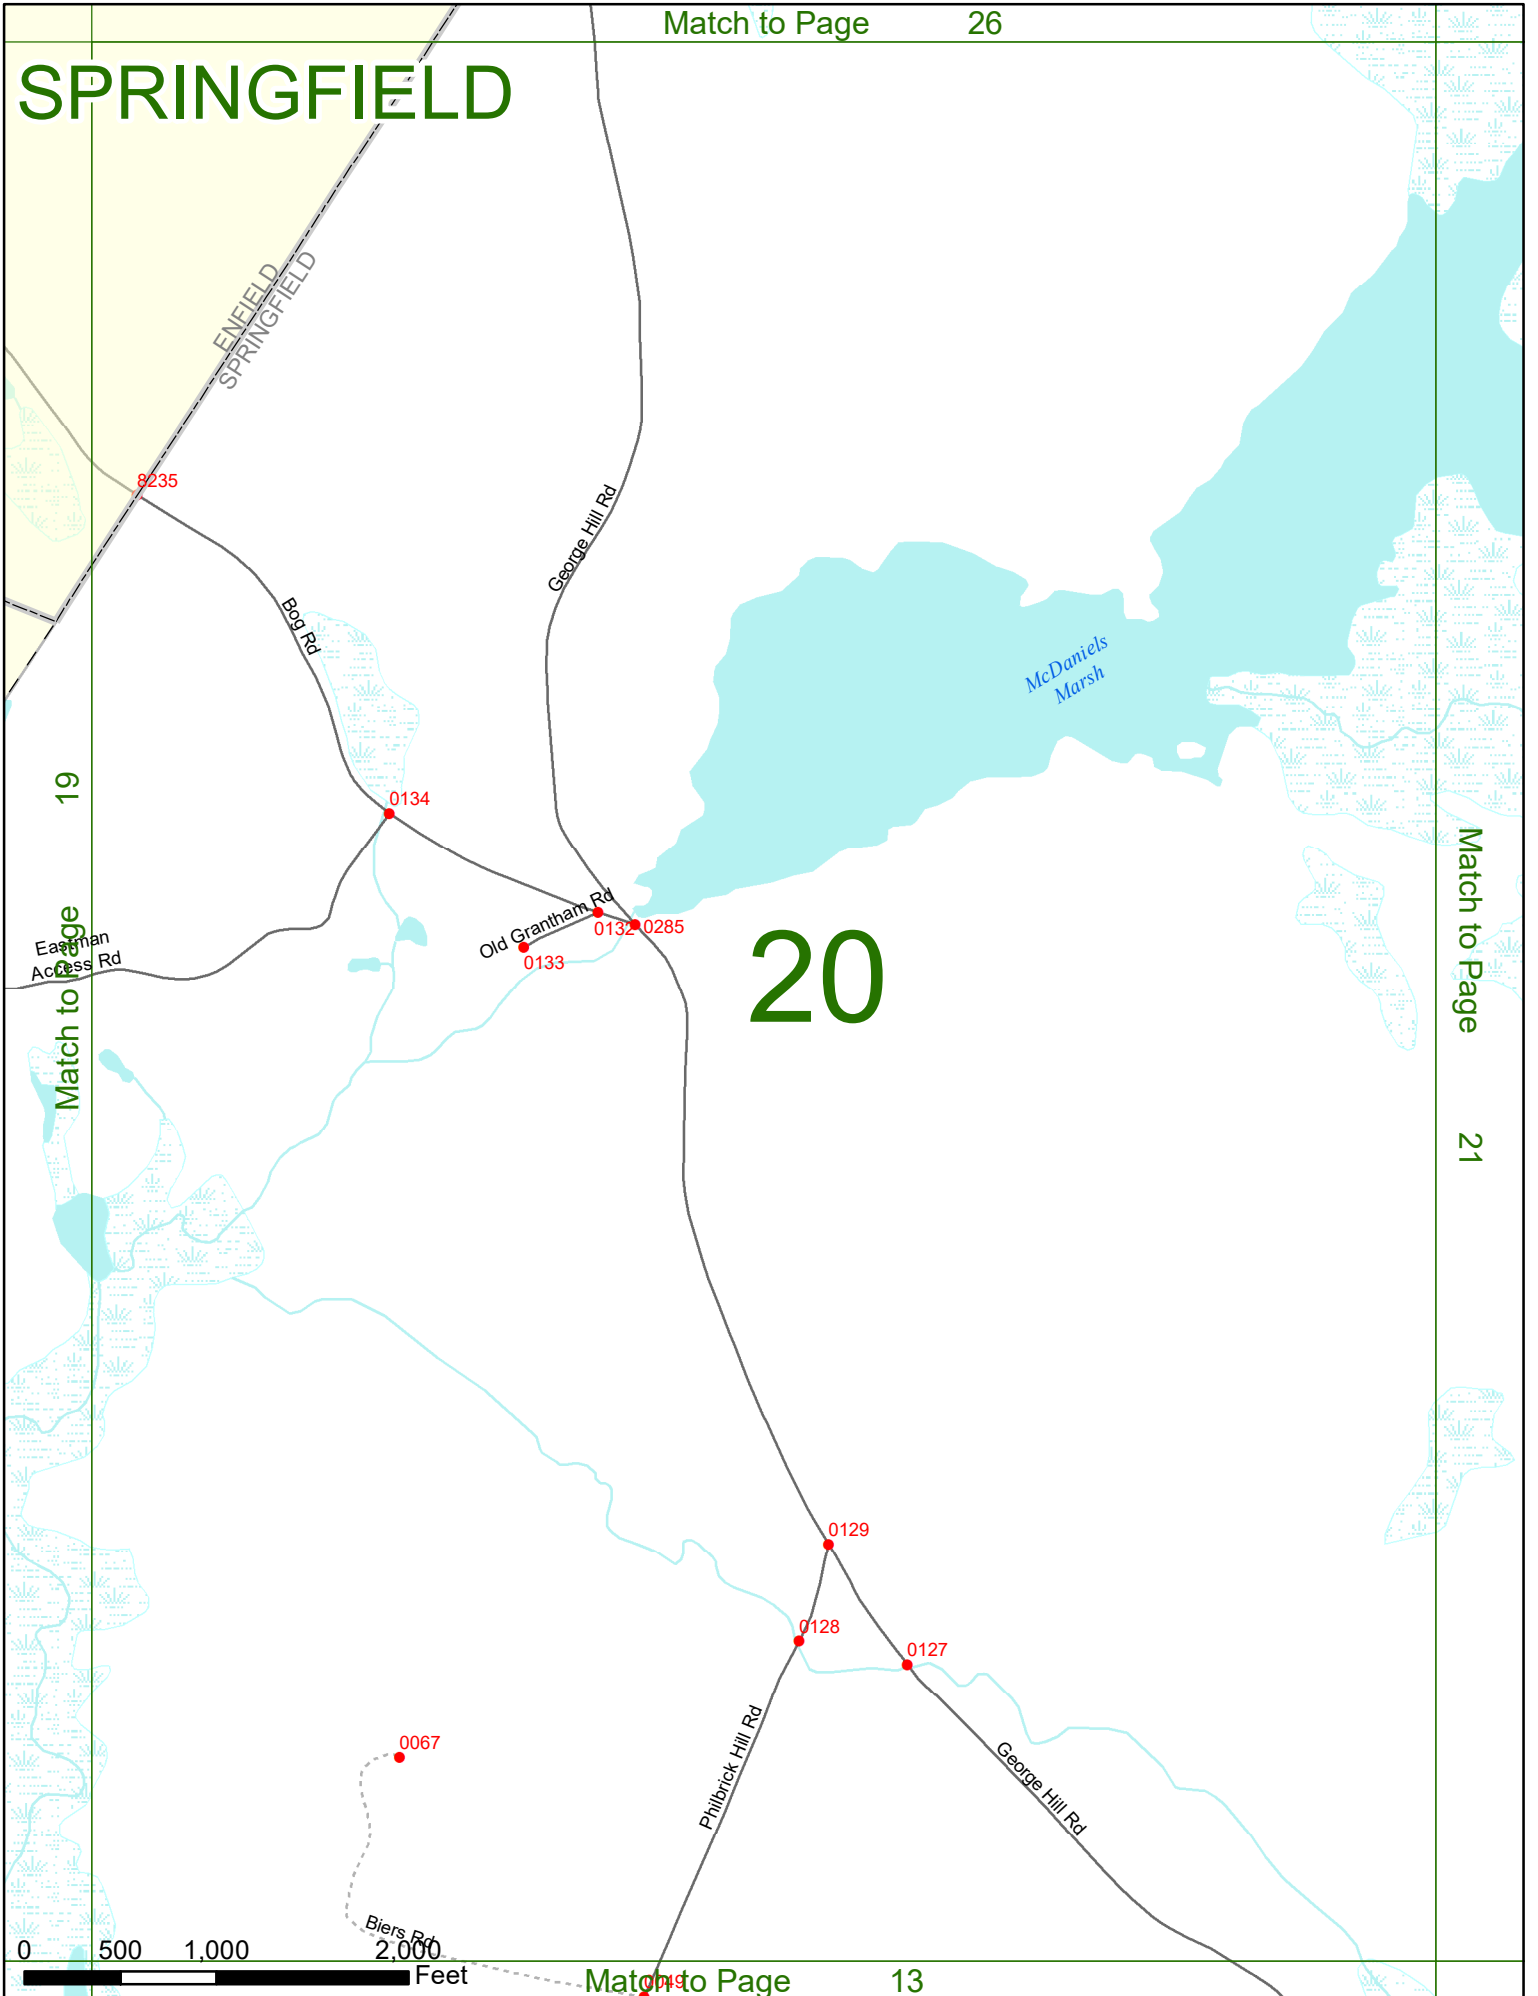 Match to Page 26
SPRINGFIELD
ENFIELD
SPRINGFIELD
8235
George Hill Rd
Bog Rd
McDaniels
Marsh
Match to Page 19
0134
Match to Page 21
Old Grantham Rd
0132
0285
0133
Eastman
Access Rd
20
0129
0128
0127
Philbrick Hill Rd
George Hill Rd
0067
Biers Rd
0 500 1,000 2,000
Feet
0049
Match to Page 13